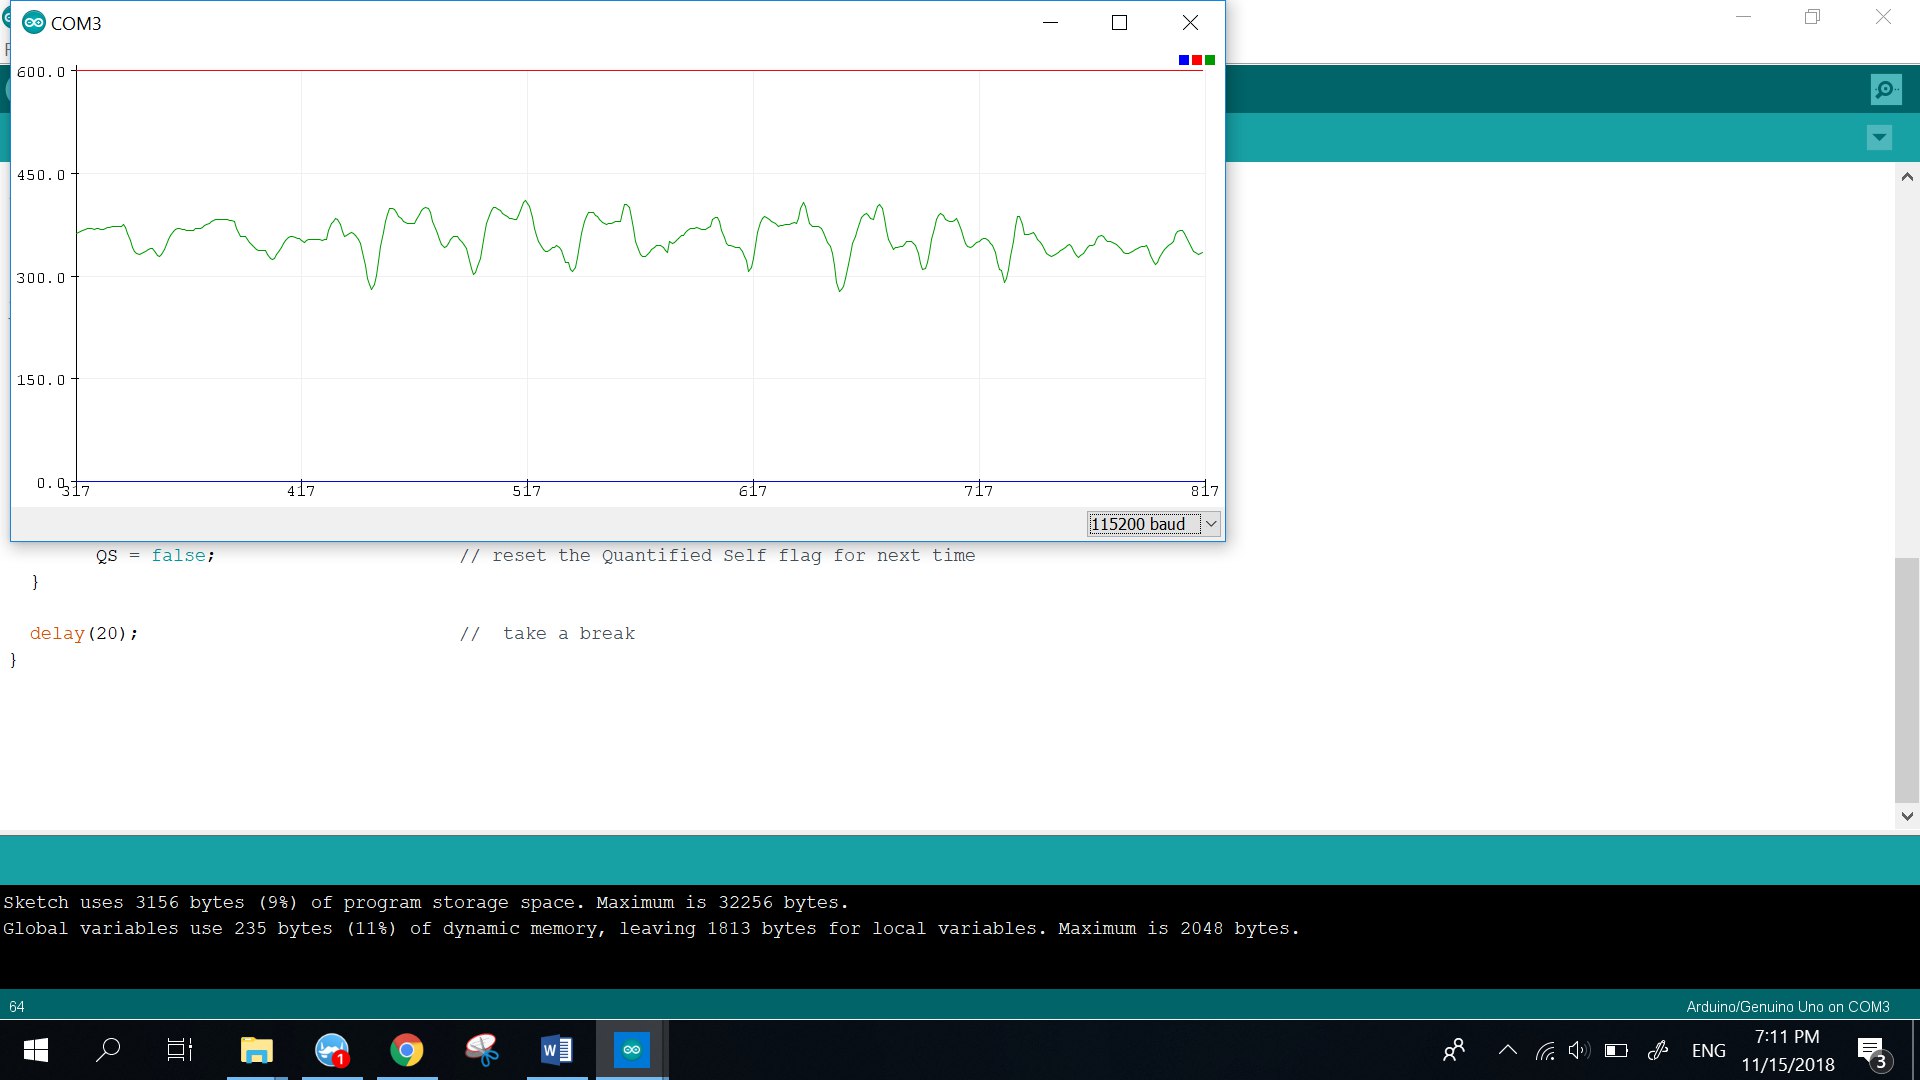 COM3
600.0
450.0
300.0
150.0
0.0
317 417 517 617 717 817
115200 baud
QS = false; // reset the Quantified Self flag for next time
}
delay(20); // take a break
}
Sketch uses 3156 bytes (9%) of program storage space. Maximum is 32256 bytes.
Global variables use 235 bytes (11%) of dynamic memory, leaving 1813 bytes for local variables. Maximum is 2048 bytes.
64 Arduino/Genuino Uno on COM3
1
ENG
7:11 PM
11/15/2018
3